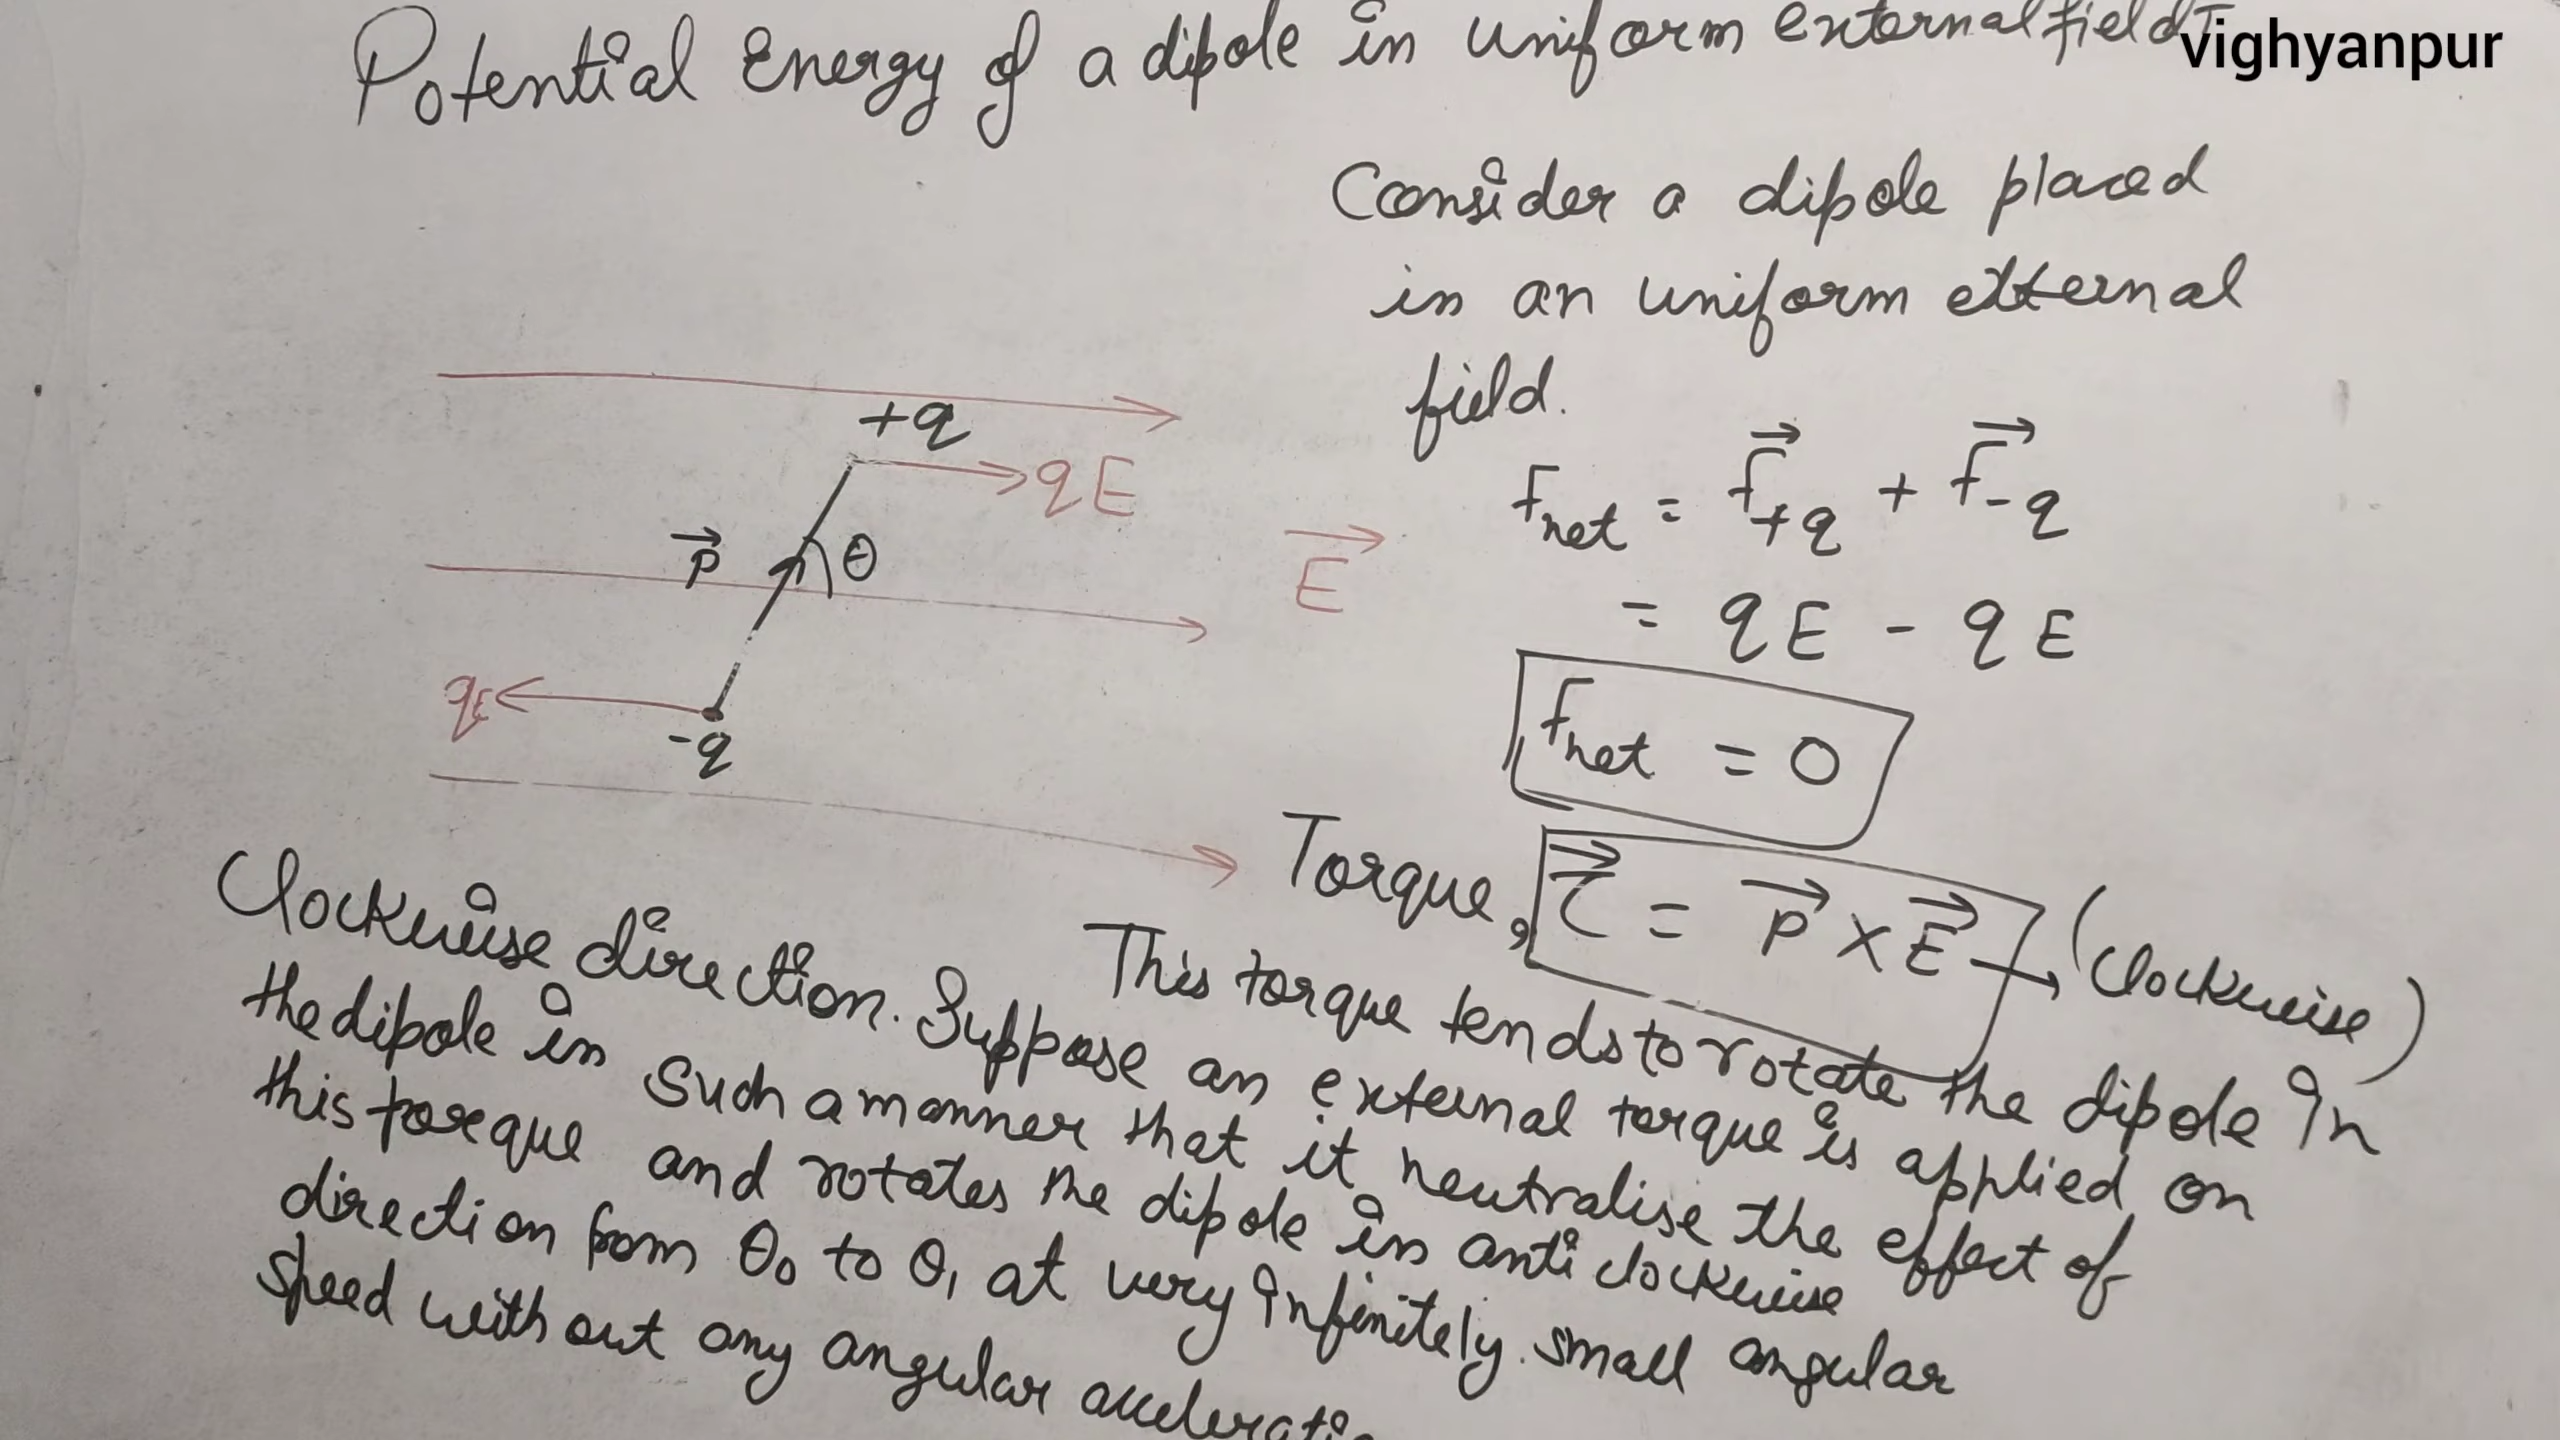 Potential Energy of a dipole in uniform external field
vighyanpur
Consider a dipole placed
in an uniform external
field.
+q
qE
p⃗
θ
E⃗
qE
-q
Fnet = F⃗+q + F⃗-q
= qE - qE
Fnet = 0
Torque, τ⃗ = p⃗ × E⃗ → (Clockwise)
This torque tends to rotate the dipole in
Clockwise direction. Suppose an external torque is applied on
the dipole in such a manner that it neutralise the effect of
this torque and rotates the dipole in anticlockwise
direction from θ₀ to θ₁ at very infinitely small angular
speed without any angular accelerati